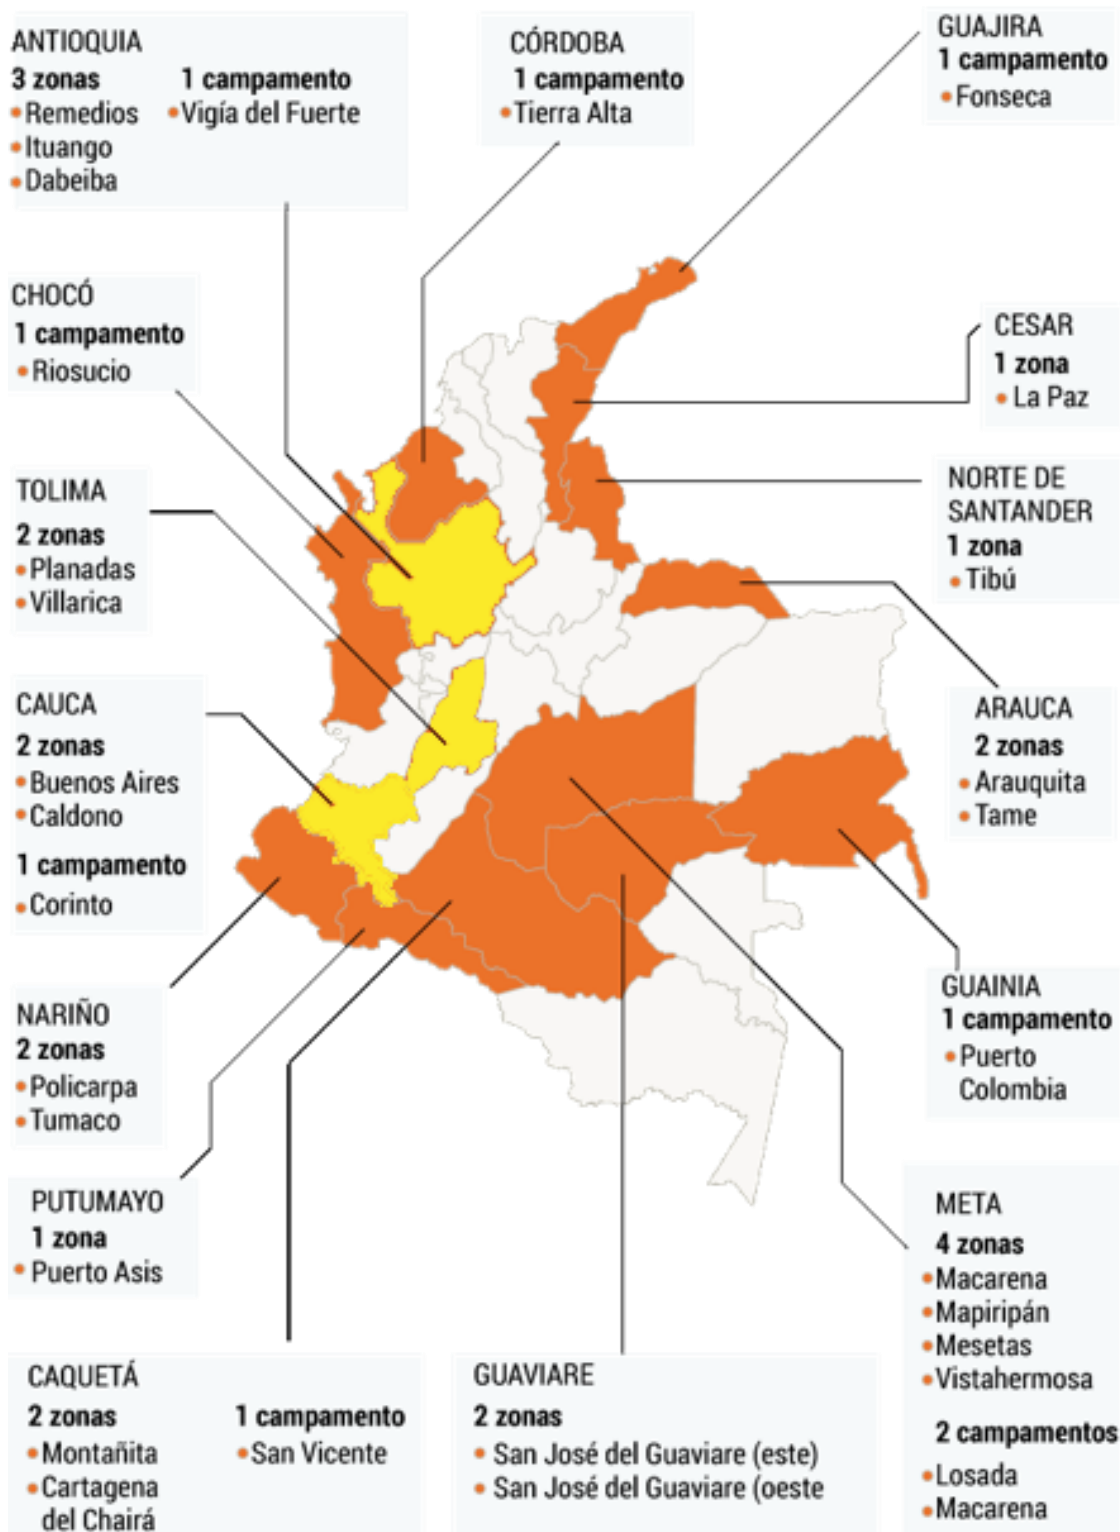 ANTIOQUIA
3 zonas
Remedios
Ituango
Dabeiba
1 campamento
Vigía del Fuerte
CÓRDOBA
1 campamento
Tierra Alta
GUAJIRA
1 campamento
Fonseca
CHOCÓ
1 campamento
Riosucio
CESAR
1 zona
La Paz
TOLIMA
2 zonas
Planadas
Villarica
NORTE DE
SANTANDER
1 zona
Tibú
CAUCA
2 zonas
Buenos Aires
Caldono
1 campamento
Corinto
ARAUCA
2 zonas
Arauquita
Tame
NARIÑO
2 zonas
Policarpa
Tumaco
GUAINIA
1 campamento
Puerto
Colombia
PUTUMAYO
1 zona
Puerto Asis
META
4 zonas
Macarena
Mapiripán
Mesetas
Vistahermosa
2 campamentos
Losada
Macarena
CAQUETÁ
2 zonas
Montañita
Cartagena
del Chairá
1 campamento
San Vicente
GUAVIARE
2 zonas
San José del Guaviare (este)
San José del Guaviare (oeste